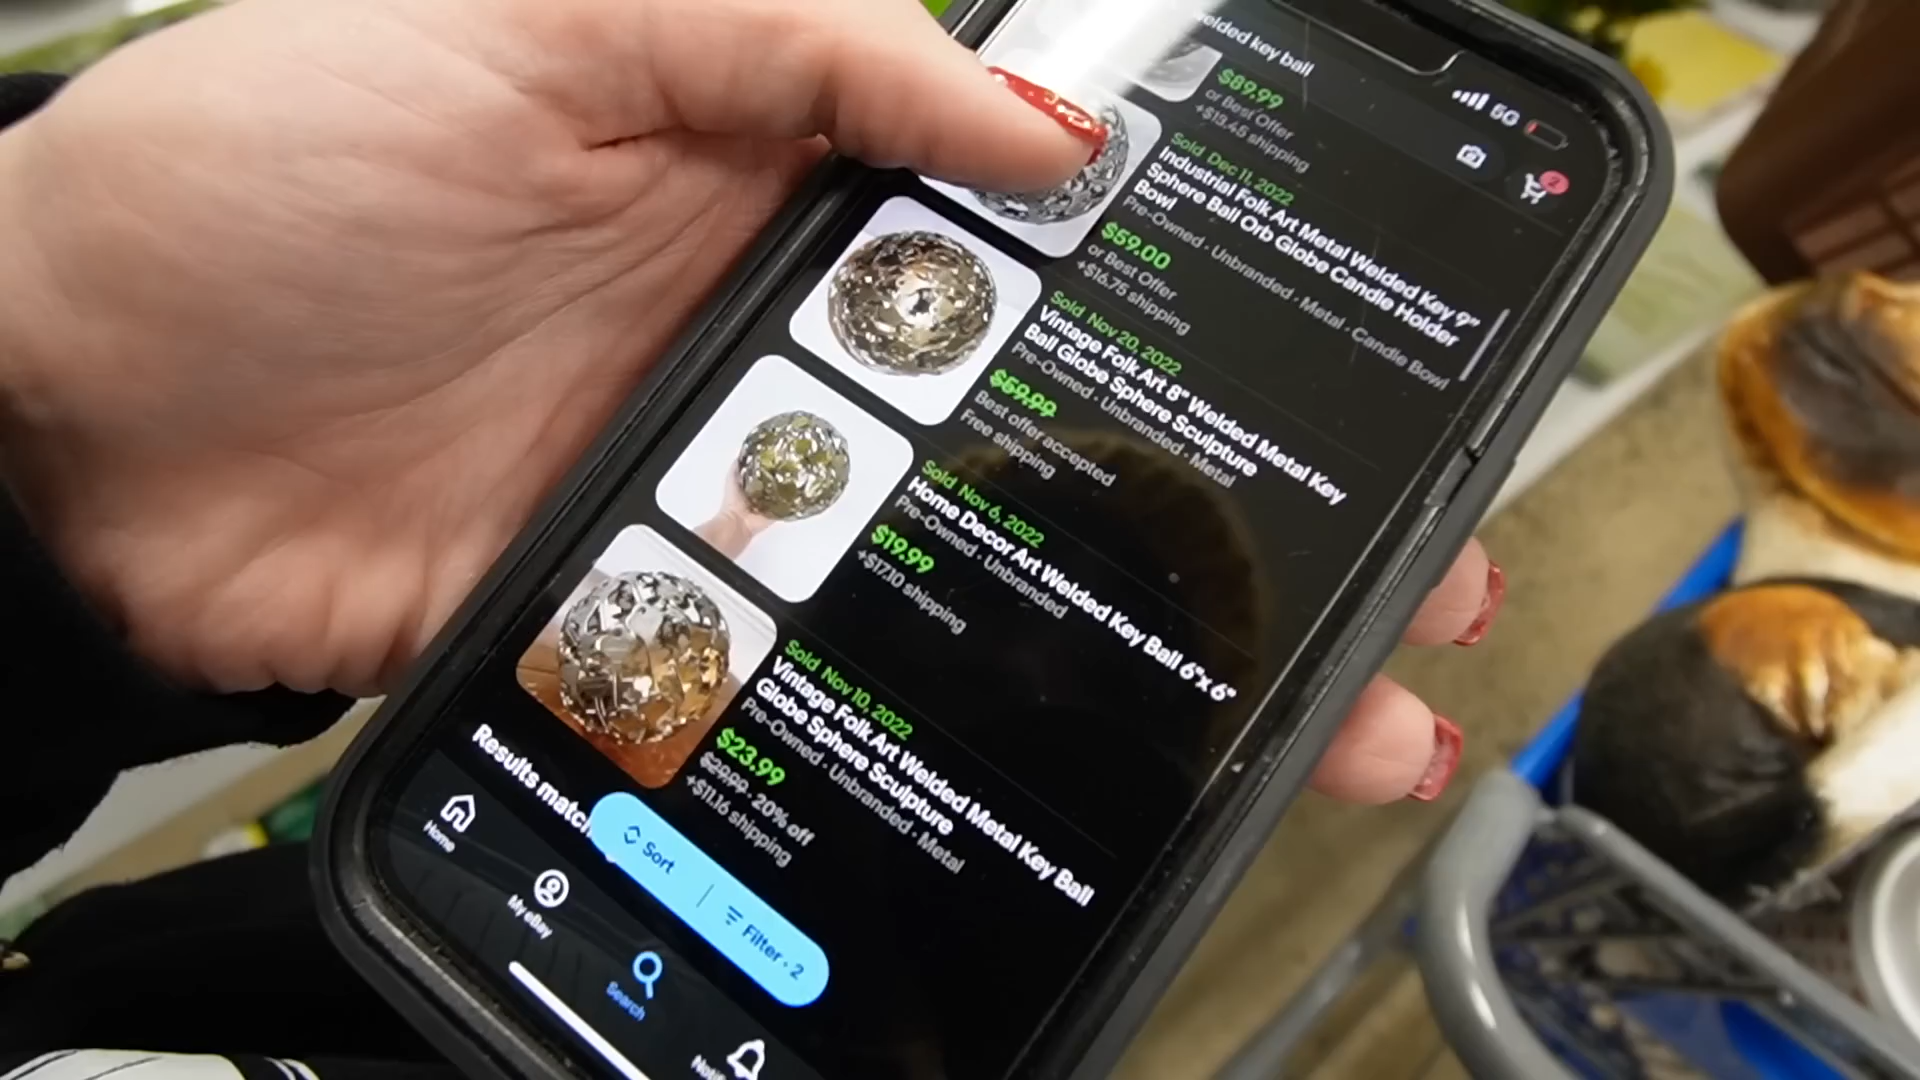 welded key ball
5G
2
$89.99
or Best Offer
+$13.45 shipping
Sold Dec 11, 2022
Industrial Folk Art Metal Welded Key 9"
Sphere Ball Orb Globe Candle Holder
Bowl
Pre-Owned · Unbranded · Metal · Candle Bowl
$59.00
or Best Offer
+$16.75 shipping
Sold Nov 20, 2022
Vintage Folk Art 8" Welded Metal Key
Ball Globe Sphere Sculpture
Pre-Owned · Unbranded · Metal
$59.99
Best offer accepted
Free shipping
Sold Nov 6, 2022
Home Decor Art Welded Key Ball 6"x 6"
Pre-Owned · Unbranded
$19.99
+$17.10 shipping
Sold Nov 10, 2022
Vintage Folk Art Welded Metal Key Ball
Globe Sphere Sculpture
Pre-Owned · Unbranded · Metal
$23.99
$29.99 · 20% off
+$11.16 shipping
Results matc
Sort
Filter · 2
Home
My eBay
Search